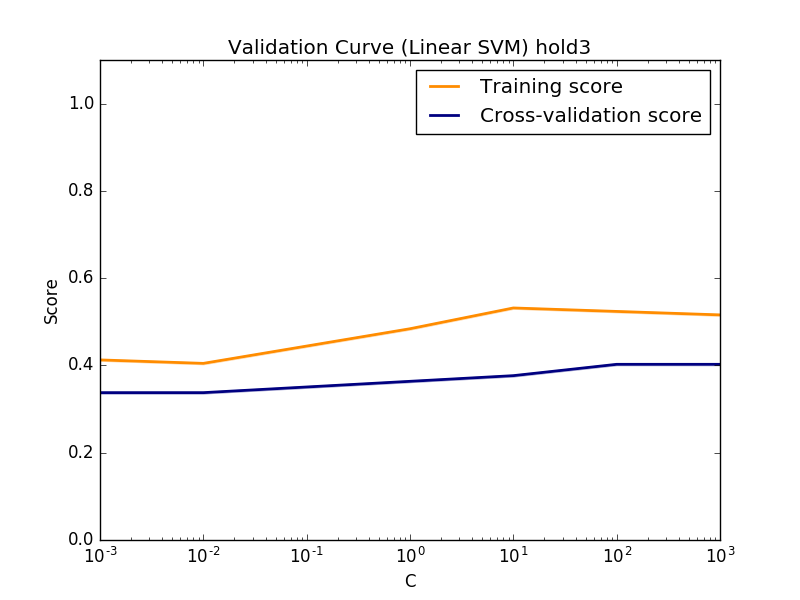 Validation Curve (Linear SVM) hold3
Training score
Cross-validation score
1.0
0.8
0.6
0.4
0.2
0.0
Score
10^-3 10^-2 10^-1 10^0 10^1 10^2 10^3
C